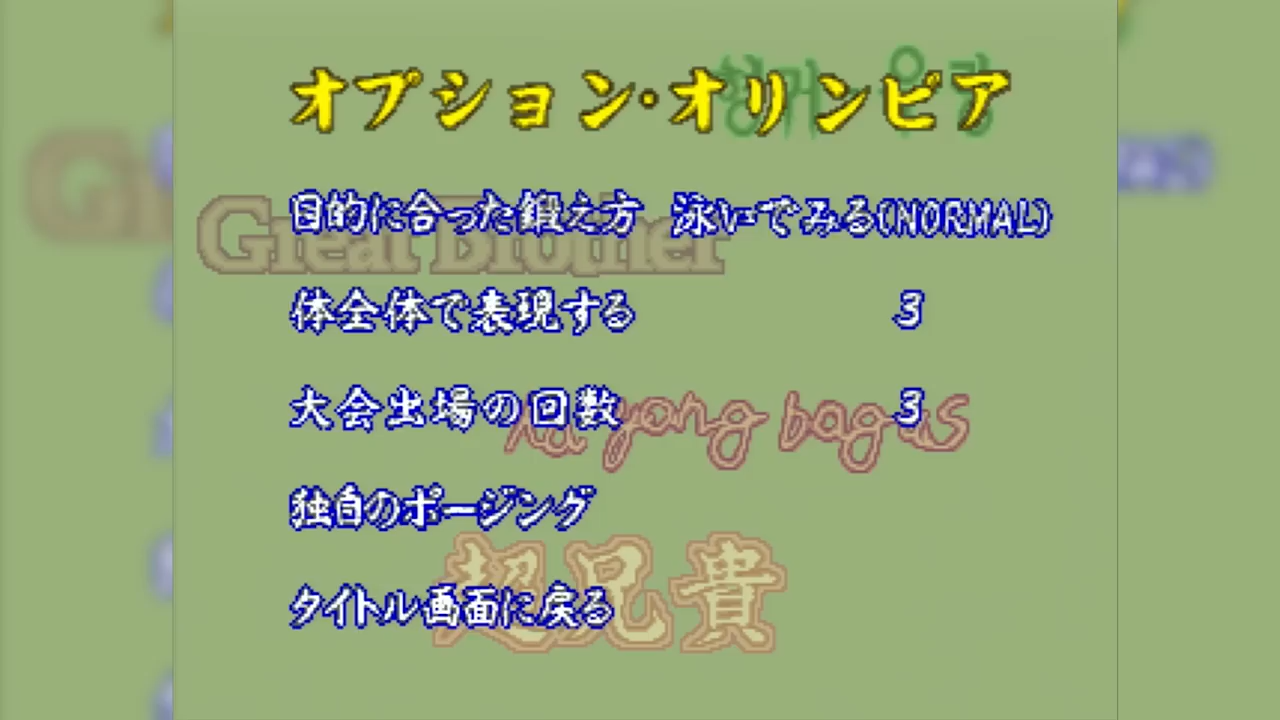 オプション・オリンピア
目的に合った鍛え方 泳いでみる(NORMAL)
Great Brother
体全体で表現する 3
大会出場の回数 3
yang bagus
独自のポージング
超兄貴
タイトル画面に戻る